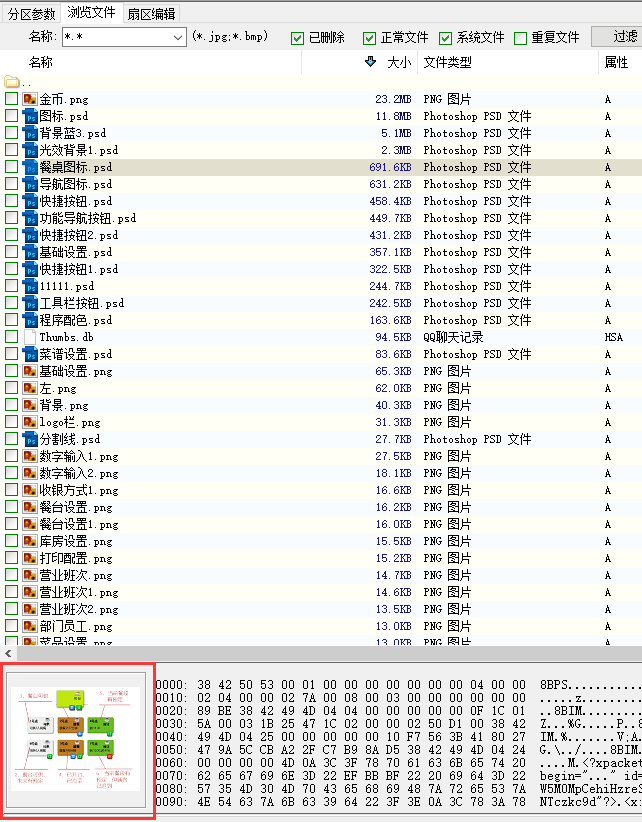 分区参数 浏览文件 扇区编辑
名称: *.* (*.jpg;*.bmp) 已删除 正常文件 系统文件 重复文件 过滤
名称 大小 文件类型 属性
..
金币.png 23.2MB PNG 图片 A
图标.psd 11.8MB Photoshop PSD 文件 A
背景蓝3.psd 5.1MB Photoshop PSD 文件 A
光效背景1.psd 2.3MB Photoshop PSD 文件 A
餐桌图标.psd 691.6KB Photoshop PSD 文件 A
导航图标.psd 631.2KB Photoshop PSD 文件 A
快捷按钮.psd 458.4KB Photoshop PSD 文件 A
功能导航按钮.psd 449.7KB Photoshop PSD 文件 A
快捷按钮2.psd 431.2KB Photoshop PSD 文件 A
基础设置.psd 357.1KB Photoshop PSD 文件 A
快捷按钮1.psd 322.5KB Photoshop PSD 文件 A
11111.psd 244.7KB Photoshop PSD 文件 A
工具栏按钮.psd 242.5KB Photoshop PSD 文件 A
程序配色.psd 163.6KB Photoshop PSD 文件 A
Thumbs.db 94.5KB QQ聊天记录 HSA
菜谱设置.psd 83.6KB Photoshop PSD 文件 A
基础设置.png 65.3KB PNG 图片 A
左.png 62.0KB PNG 图片 A
背景.png 40.3KB PNG 图片 A
logo栏.png 31.3KB PNG 图片 A
分割线.psd 27.7KB Photoshop PSD 文件 A
数字输入1.png 27.5KB PNG 图片 A
数字输入2.png 18.1KB PNG 图片 A
收银方式1.png 16.6KB PNG 图片 A
餐台设置.png 16.2KB PNG 图片 A
餐台设置1.png 16.0KB PNG 图片 A
库房设置.png 15.5KB PNG 图片 A
打印配置.png 15.2KB PNG 图片 A
营业班次.png 14.7KB PNG 图片 A
营业班次1.png 14.6KB PNG 图片 A
营业班次2.png 13.5KB PNG 图片 A
部门员工.png 13.0KB PNG 图片 A
菜品设置.png 13.0KB PNG 图片 A
0000: 38 42 50 53 00 01 00 00 00 00 00 00 00 04 00 00 8BPS............
0010: 02 04 00 00 02 7A 00 08 00 03 00 00 00 00 00 00 .....z..........
0020: 89 BE 38 42 49 4D 04 04 00 00 00 00 00 0F 1C 01 ..8BIM..........
0030: 5A 00 03 1B 25 47 1C 02 00 00 02 50 D1 00 38 42 Z...%G.....P..8B
0040: 49 4D 04 25 00 00 00 00 00 10 F7 56 3B 41 80 27 IM.%.......V;A.'
0050: 47 9A 5C CB A2 2F C7 B9 8A D5 38 42 49 4D 04 24 G.\../....8BIM.$
0060: 00 00 00 00 4D 0A 3C 3F 78 70 61 63 6B 65 74 20 ....M.<?xpacket
0070: 62 65 67 69 6E 3D 22 EF BB BF 22 20 69 64 3D 22 begin="..." id="
0080: 57 35 4D 30 4D 70 43 65 68 69 48 7A 72 65 53 7A W5M0MpCehiHzreSz
0090: 4E 54 63 7A 6B 63 39 64 22 3F 3E 0A 3C 78 3A 78 NTczkc9d"?>.<x:x